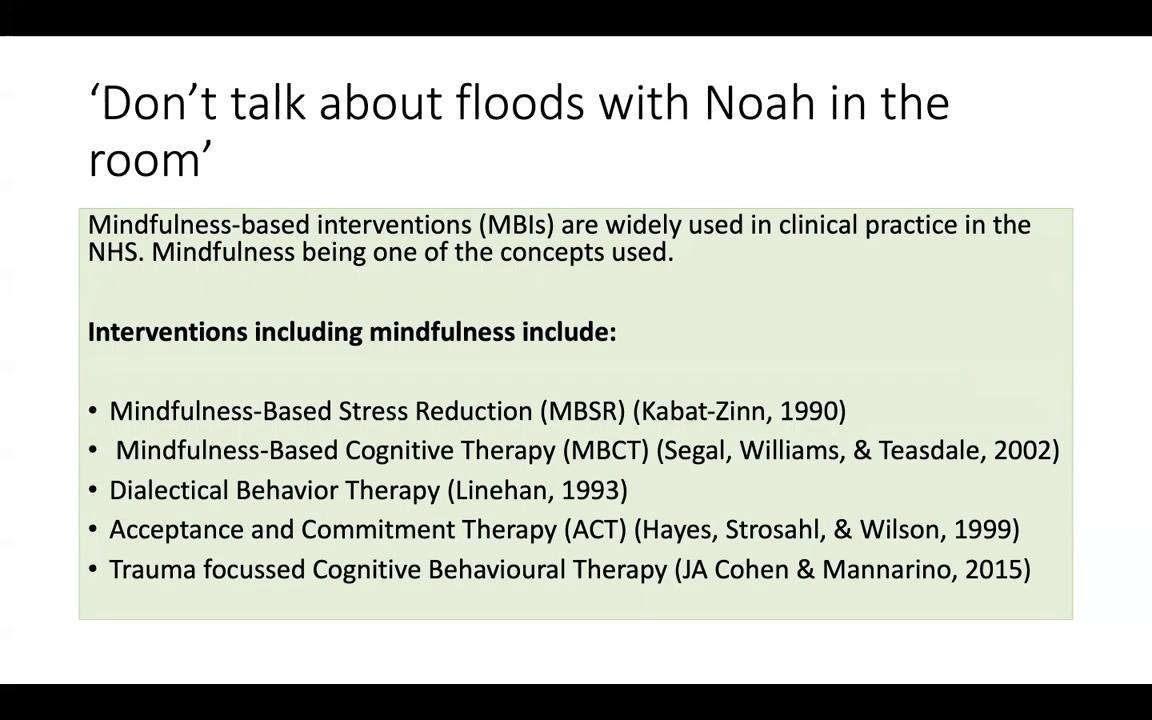 ‘Don’t talk about floods with Noah in the
room’
Mindfulness-based interventions (MBIs) are widely used in clinical practice in the
NHS. Mindfulness being one of the concepts used.
Interventions including mindfulness include:
• Mindfulness-Based Stress Reduction (MBSR) (Kabat-Zinn, 1990)
• Mindfulness-Based Cognitive Therapy (MBCT) (Segal, Williams, & Teasdale, 2002)
• Dialectical Behavior Therapy (Linehan, 1993)
• Acceptance and Commitment Therapy (ACT) (Hayes, Strosahl, & Wilson, 1999)
• Trauma focussed Cognitive Behavioural Therapy (JA Cohen & Mannarino, 2015)